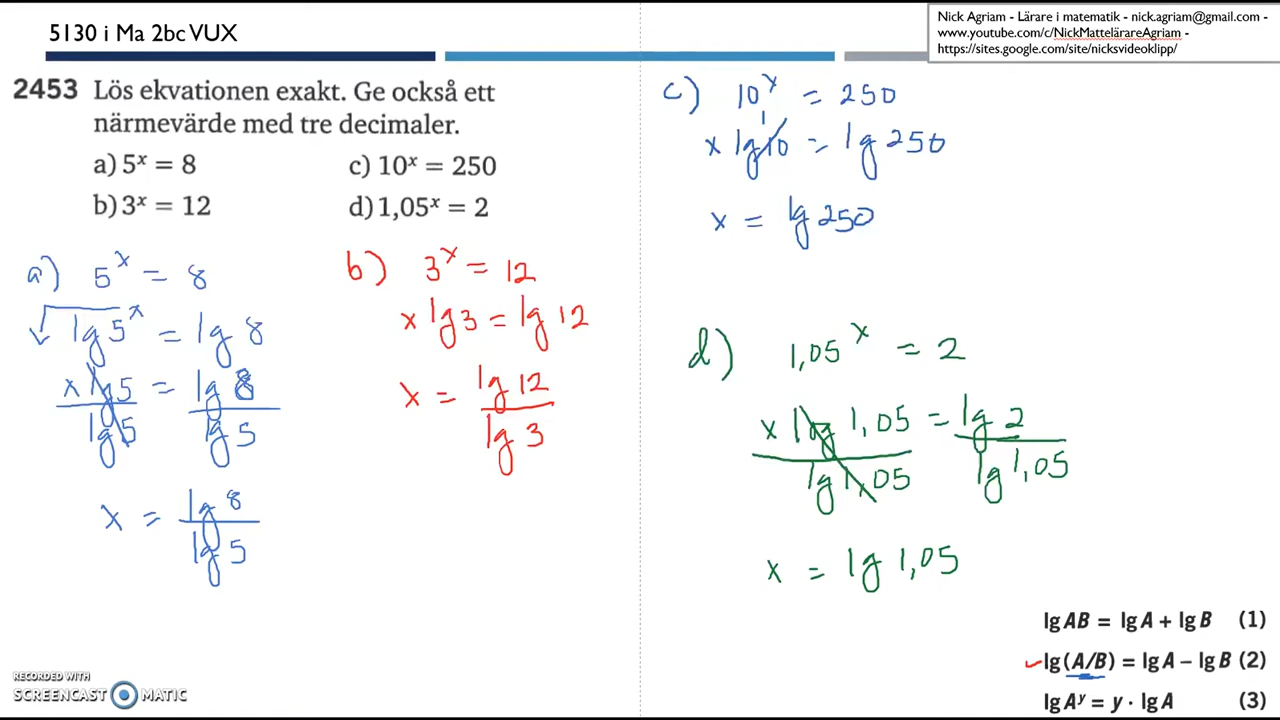 5130 i Ma 2bc VUX
Nick Agriam - Lärare i matematik - nick.agriam@gmail.com -
www.youtube.com/c/NickMattelärareAgriam -
https://sites.google.com/site/nicksvideoklipp/
2453 Lös ekvationen exakt. Ge också ett
närmevärde med tre decimaler.
a) 5ˣ = 8
c) 10ˣ = 250
b) 3ˣ = 12
d) 1,05ˣ = 2
a) 5ˣ = 8
lg 5ˣ = lg 8
x lg 5 = lg 8
lg 5 lg 5
x = lg 8
lg 5
b) 3ˣ = 12
x lg 3 = lg 12
x = lg 12
lg 3
c) 10ˣ = 250
1
x lg 10 = lg 250
x = lg 250
d) 1,05ˣ = 2
x lg 1,05 = lg 2
lg 1,05 lg 1,05
x = lg 1,05
lg AB = lg A + lg B (1)
lg (A/B) = lg A – lg B (2)
lg Aʸ = y · lg A (3)
RECORDED WITH
SCREENCAST MATIC